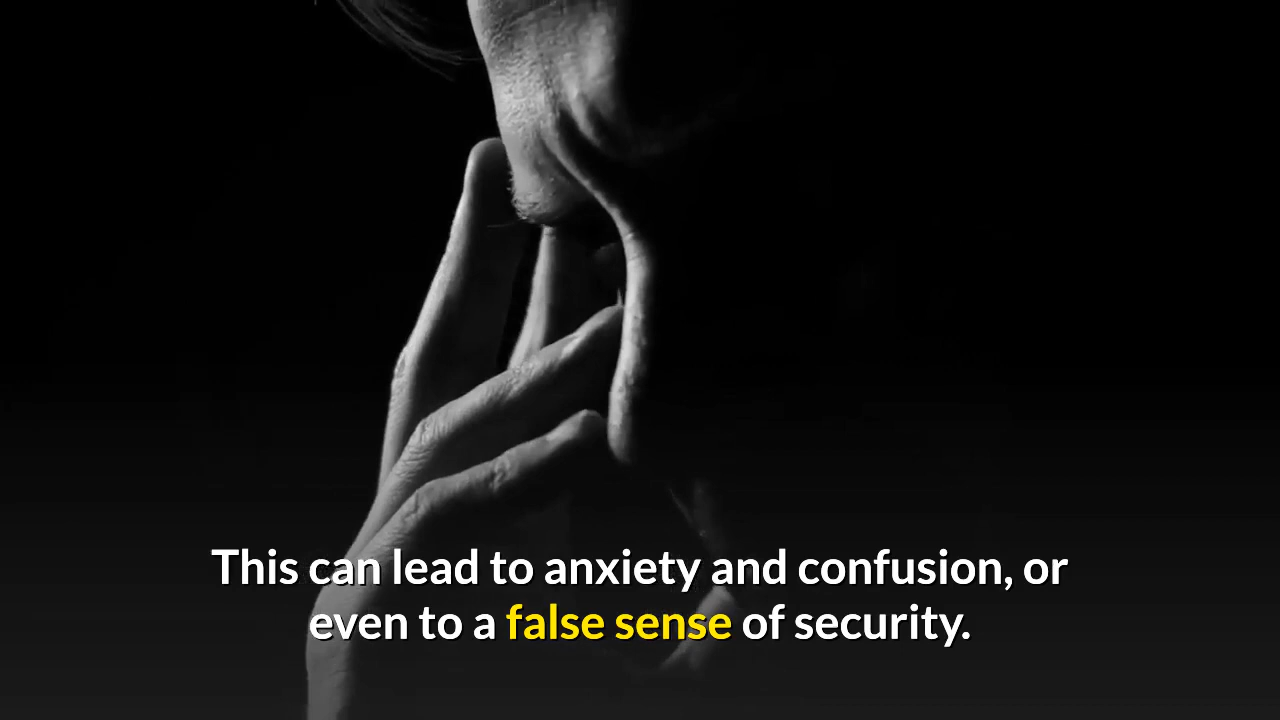 This can lead to anxiety and confusion, or
even to a false sense of security.